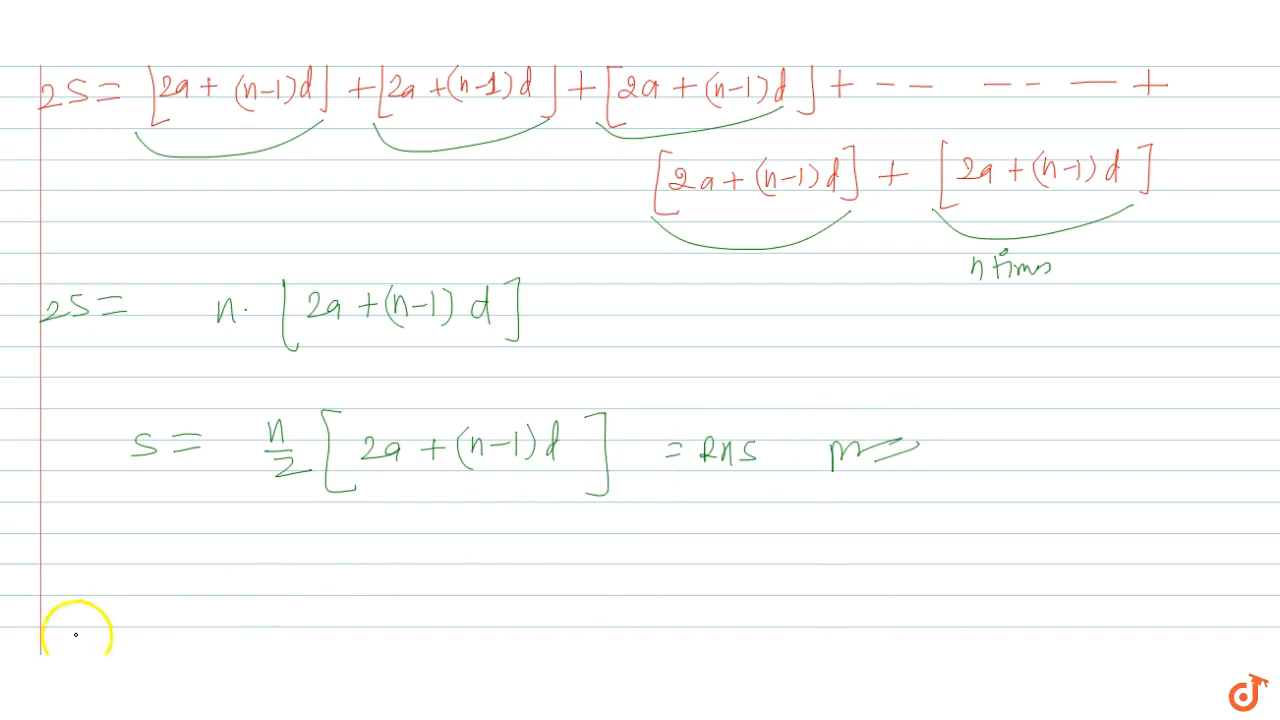 2S = [2a + (n-1)d] + [2a + (n-1)d] + [2a + (n-1)d] + -- -- — +
[2a + (n-1)d] + [2a + (n-1)d]
n times
2S = n. [2a + (n-1) d]
S = n/2 [2a + (n-1)d] = RHS